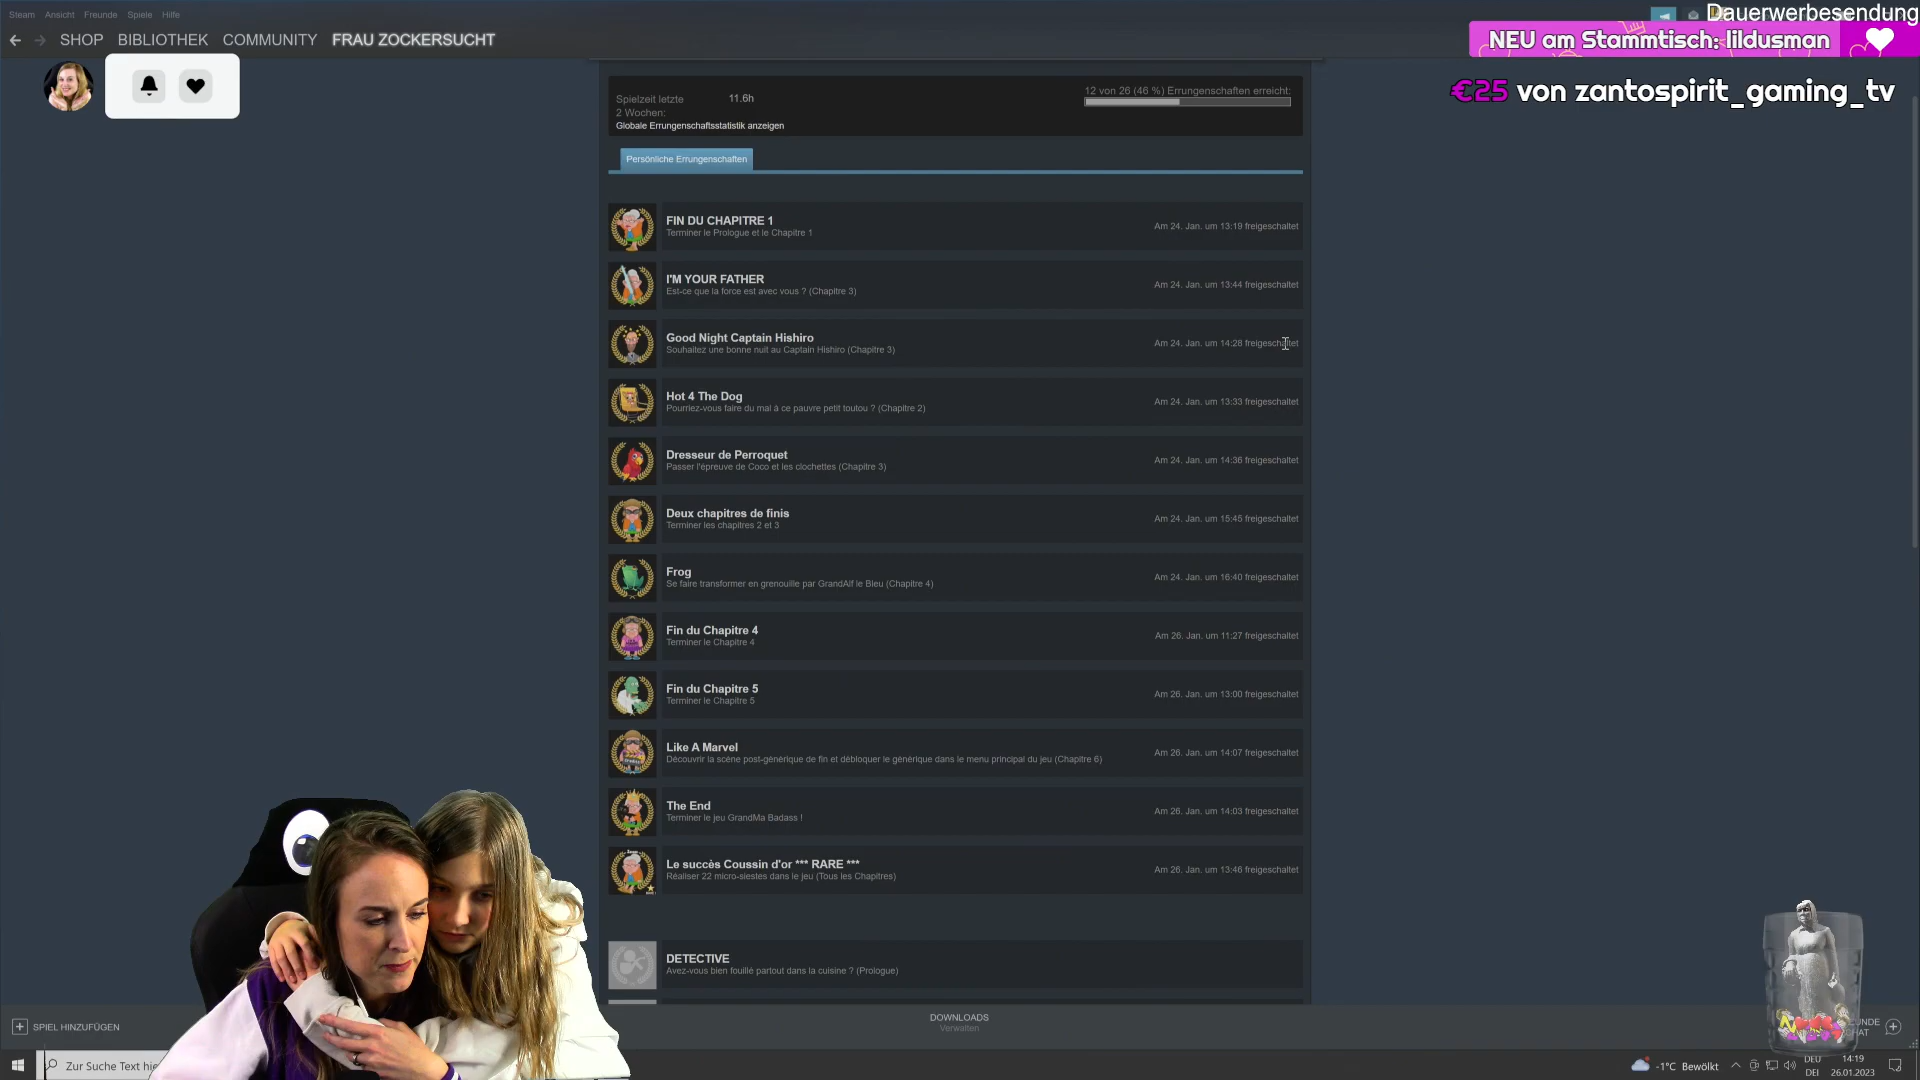 Steam Ansicht Freunde Spiele Hilfe
Dauerwerbesendung
SHOP BIBLIOTHEK COMMUNITY FRAU ZOCKERSUCHT
NEU am Stammtisch: lildusman
€25 von zantospirit_gaming_tv
Spielzeit letzte 2 Wochen:
11.6h
12 von 26 (46 %) Errungenschaften erreicht:
Globale Errungenschaftsstatistik anzeigen
Persönliche Errungenschaften
FIN DU CHAPITRE 1
Terminer le Prologue et le Chapitre 1
Am 24. Jan. um 13:19 freigeschaltet
I'M YOUR FATHER
Est-ce que la force est avec vous ? (Chapitre 3)
Am 24. Jan. um 13:44 freigeschaltet
Good Night Captain Hishiro
Souhaitez une bonne nuit au Captain Hishiro (Chapitre 3)
Am 24. Jan. um 14:28 freigeschaltet
Hot 4 The Dog
Pourriez-vous faire du mal à ce pauvre petit toutou ? (Chapitre 2)
Am 24. Jan. um 13:33 freigeschaltet
Dresseur de Perroquet
Passer l'épreuve de Coco et les clochettes (Chapitre 3)
Am 24. Jan. um 14:36 freigeschaltet
Deux chapitres de finis
Terminer les chapitres 2 et 3
Am 24. Jan. um 15:45 freigeschaltet
Frog
Se faire transformer en grenouille par GrandAlf le Bleu (Chapitre 4)
Am 24. Jan. um 16:40 freigeschaltet
Fin du Chapitre 4
Terminer le Chapitre 4
Am 26. Jan. um 11:27 freigeschaltet
Fin du Chapitre 5
Terminer le Chapitre 5
Am 26. Jan. um 13:00 freigeschaltet
Like A Marvel
Découvrir la scène post-générique de fin et débloquer le générique dans le menu principal du jeu (Chapitre 6)
Am 26. Jan. um 14:07 freigeschaltet
The End
Terminer le jeu GrandMa Badass !
Am 26. Jan. um 14:03 freigeschaltet
Le succès Coussin d'or *** RARE ***
Réaliser 22 micro-siestes dans le jeu (Tous les Chapitres)
Am 26. Jan. um 13:46 freigeschaltet
DETECTIVE
Avez-vous bien fouillé partout dans la cuisine ? (Prologue)
SPIEL HINZUFÜGEN
DOWNLOADS
Verwalten
Zur Suche Text
-1°C Bewölkt
DEU
DEI
14:19
26.01.2023